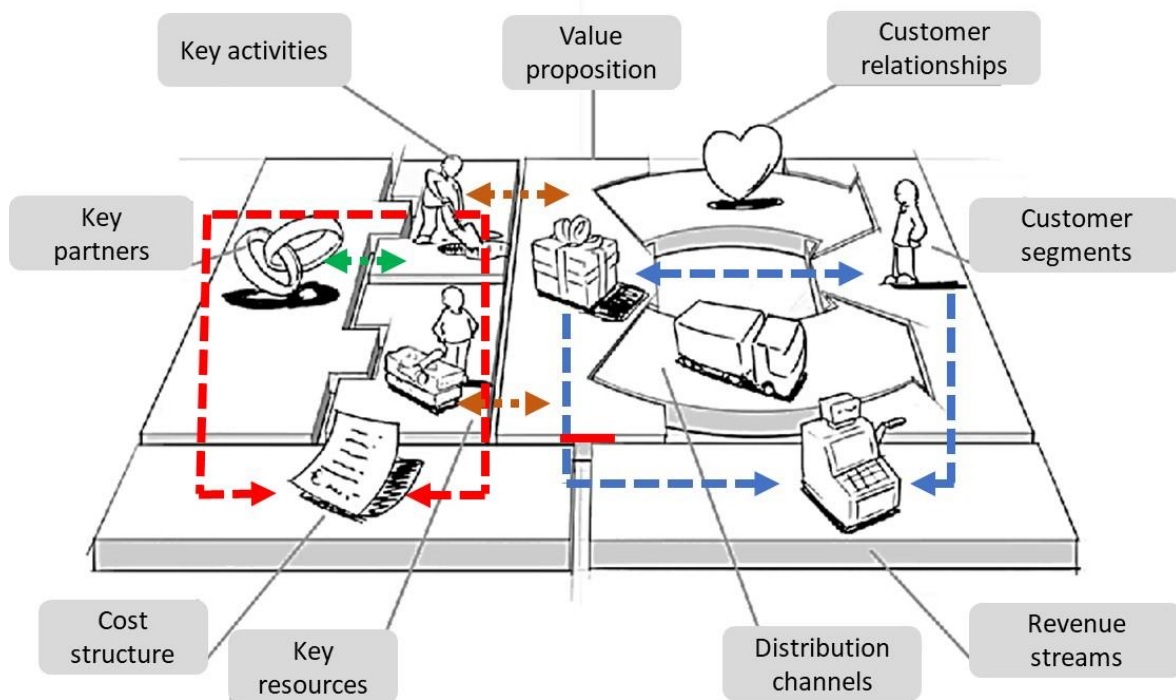 Key activities
Value
proposition
Customer
relationships
Key
partners
Customer
segments
Cost
structure
Key
resources
Distribution
channels
Revenue
streams